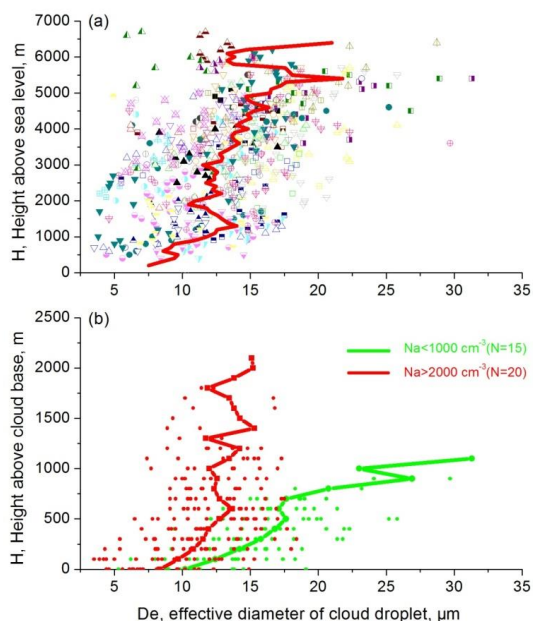 (a)
H, Height above sea level, m
7000
6000
5000
4000
3000
2000
1000
0
5 10 15 20 25 30 35
(b)
H, Height above cloud base, m
2500
2000
1500
1000
500
0
Na<1000 cm⁻³(N=15)
Na>2000 cm⁻³(N=20)
5 10 15 20 25 30 35
De, effective diameter of cloud droplet, µm